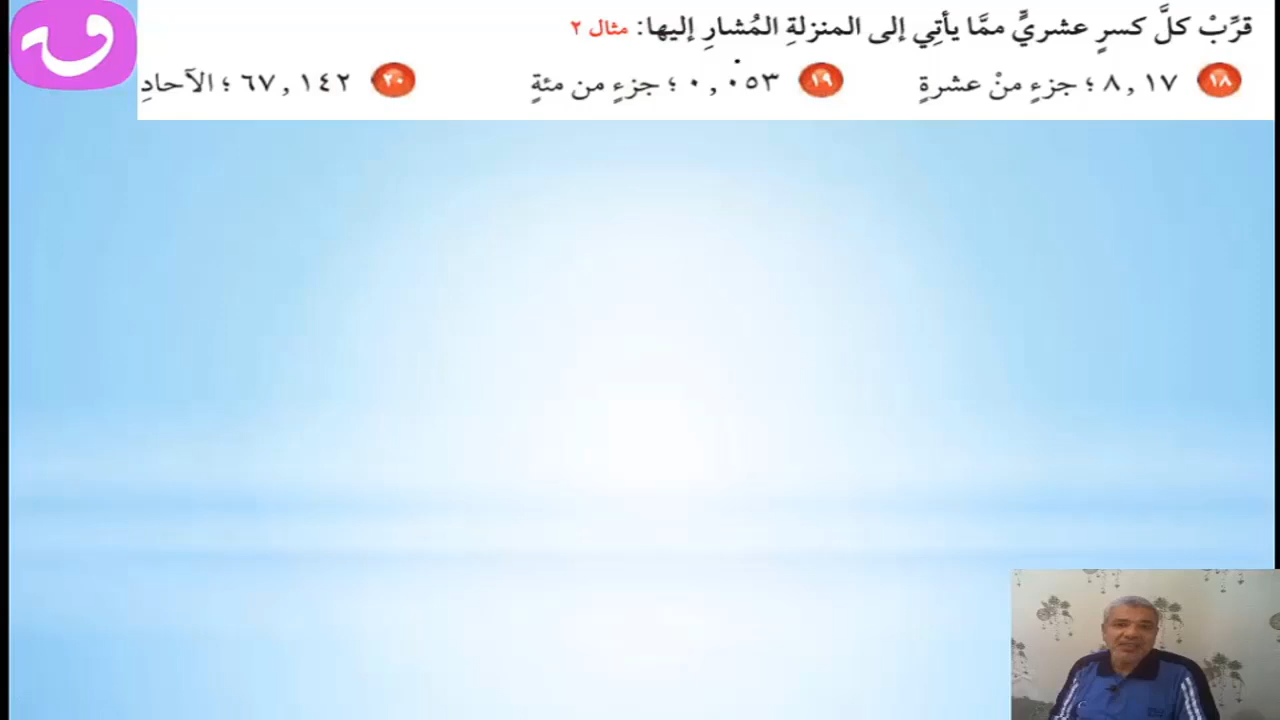 قرِّبْ كلَّ كسرٍ عشريٍّ ممَّا يأتِي إلى المنزلةِ المُشارِ إليها: مثال ٢
١٨ ٨,١٧ ؛ جزءٍ منْ عشرةٍ ١٩ ٠,٠٥٣ ؛ جزءٍ من مئةٍ ٢٠ ٦٧,١٤٢ ؛ الآحادِ